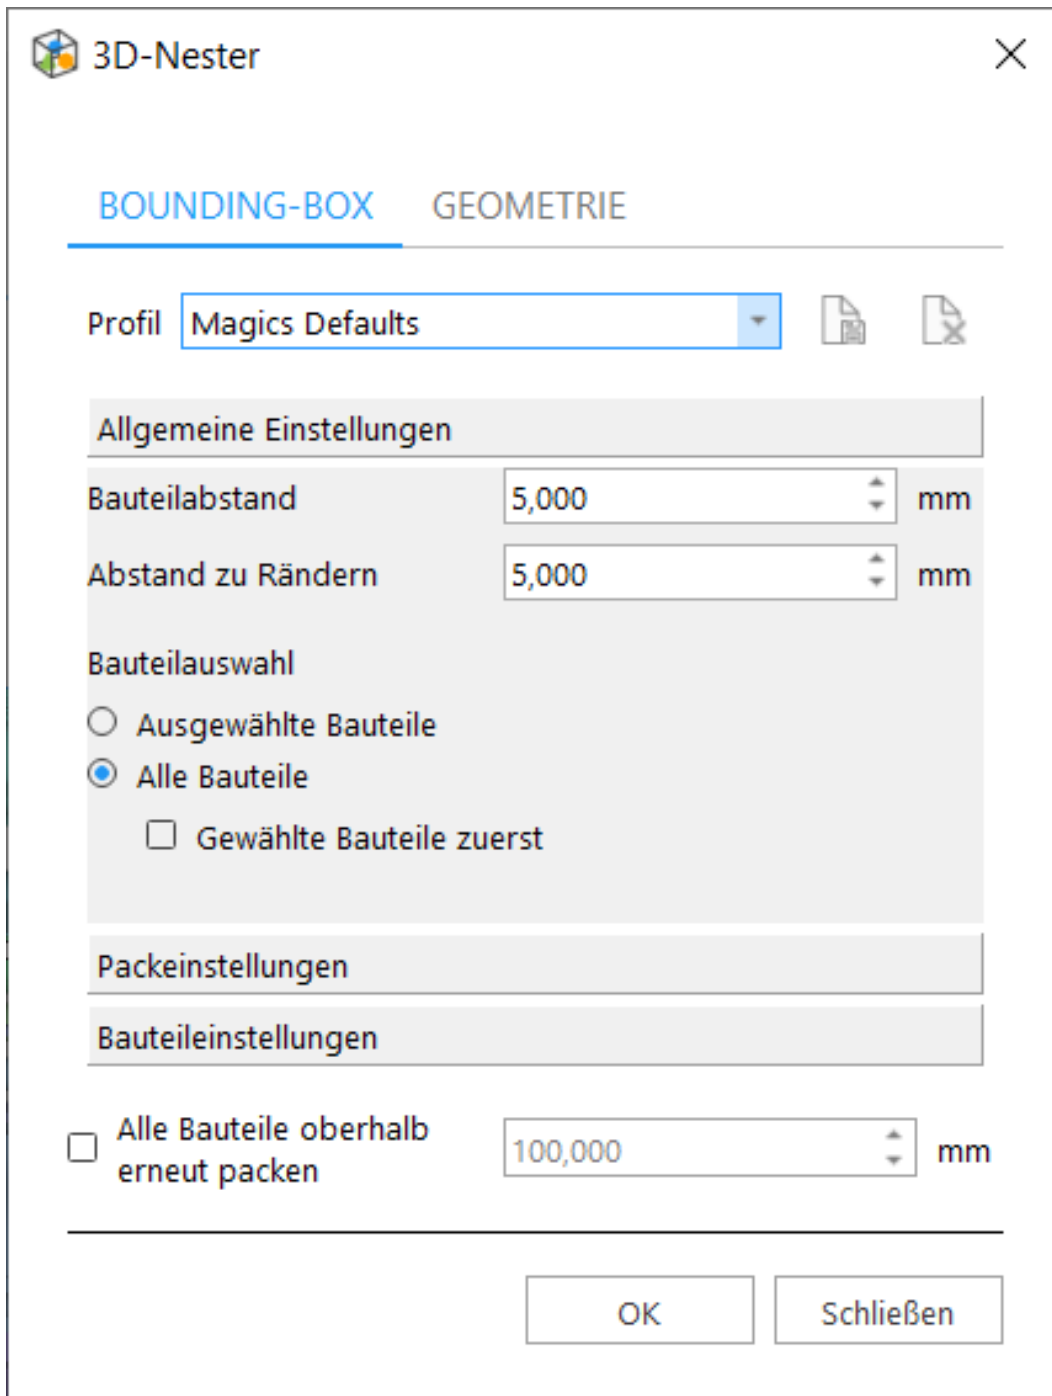 3D-Nester
BOUNDING-BOX GEOMETRIE
Profil Magics Defaults
Allgemeine Einstellungen
Bauteilabstand 5,000 mm
Abstand zu Rändern 5,000 mm
Bauteilauswahl
Ausgewählte Bauteile
Alle Bauteile
Gewählte Bauteile zuerst
Packeinstellungen
Bauteileinstellungen
Alle Bauteile oberhalb
erneut packen 100,000 mm
OK Schließen